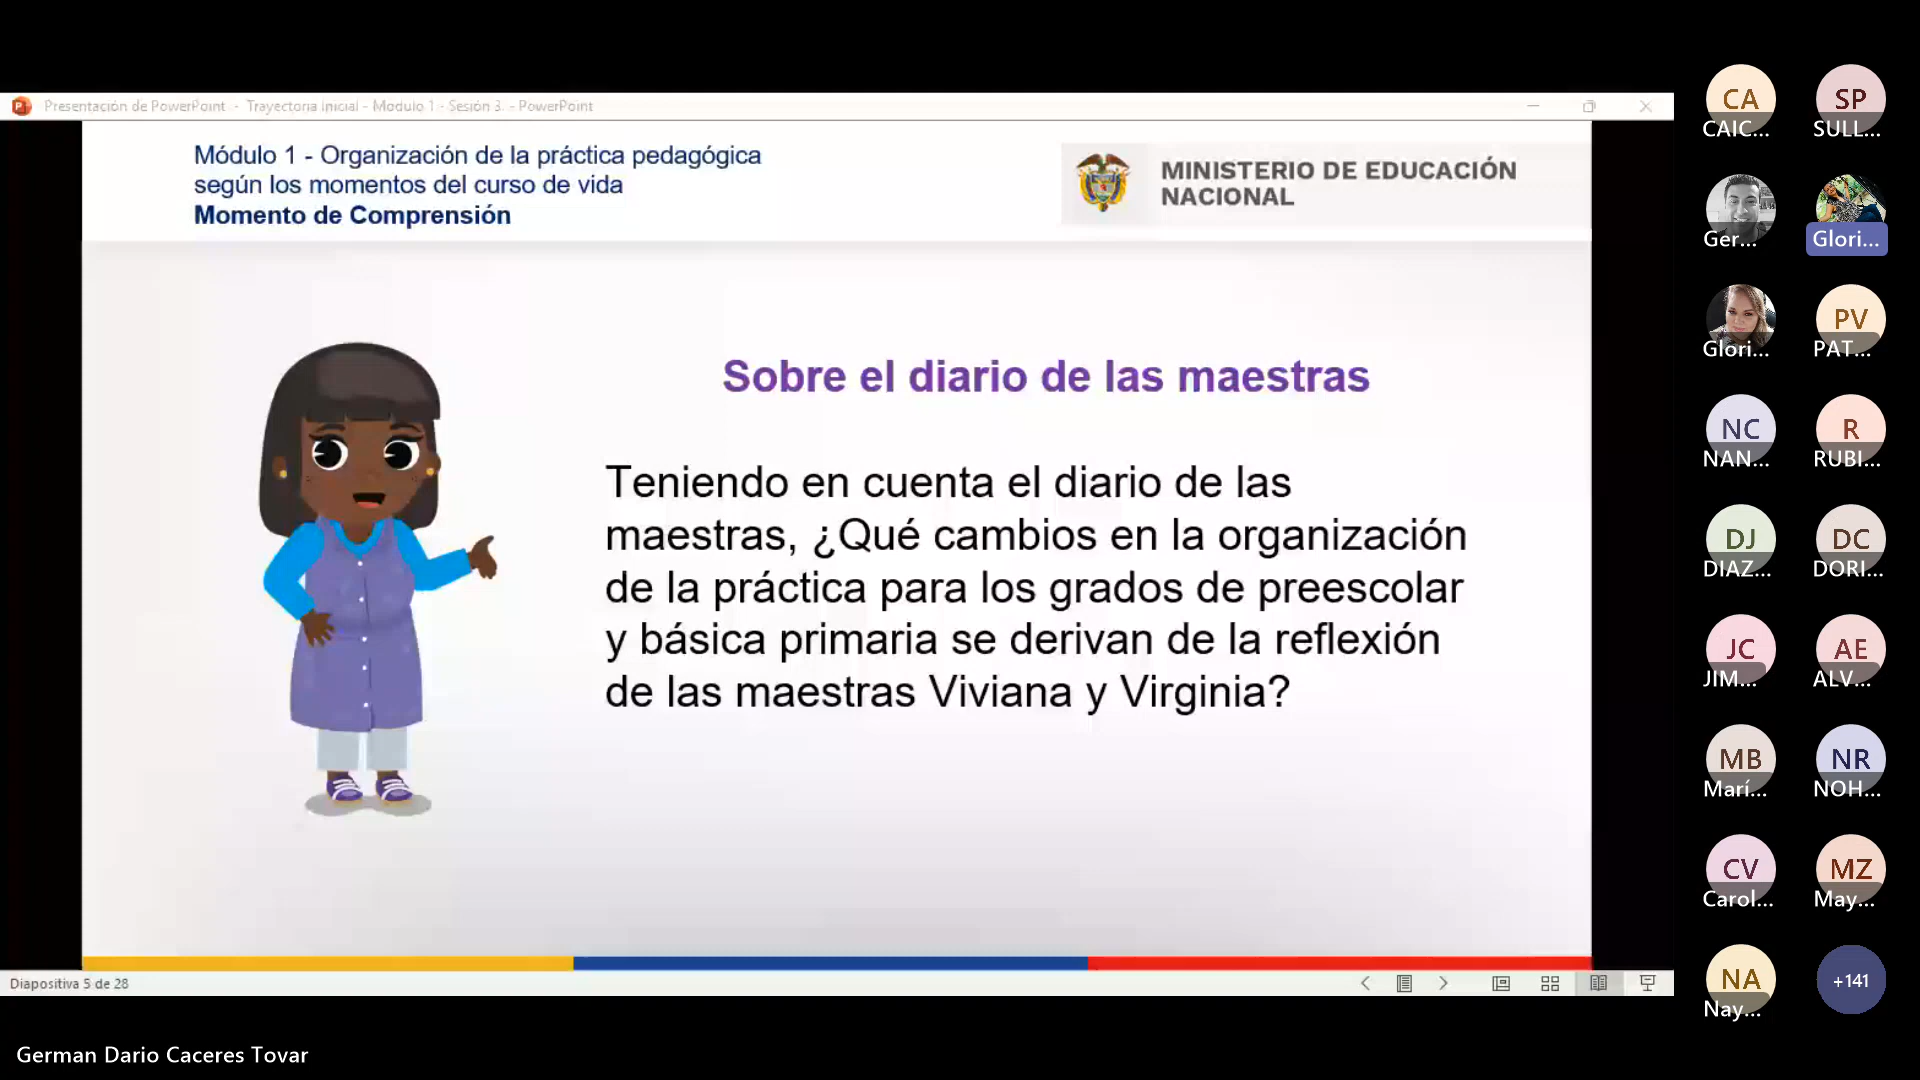 Presentación de PowerPoint - Trayectoria Inicial - Modulo 1 - Sesión 3. - PowerPoint
Módulo 1 - Organización de la práctica pedagógica
según los momentos del curso de vida
Momento de Comprensión
MINISTERIO DE EDUCACIÓN
NACIONAL
Sobre el diario de las maestras
Teniendo en cuenta el diario de las
maestras, ¿Qué cambios en la organización
de la práctica para los grados de preescolar
y básica primaria se derivan de la reflexión
de las maestras Viviana y Virginia?
Diapositiva 5 de 28
German Dario Caceres Tovar
CA
CAIC...
SP
SULL...
Ger...
Glori...
Glori...
PV
PAT...
NC
NAN...
R
RUBI...
DJ
DIAZ...
DC
DORI...
JC
JIM...
AE
ALV...
MB
Marí...
NR
NOH...
CV
Carol...
MZ
May...
NA
Nay...
+141